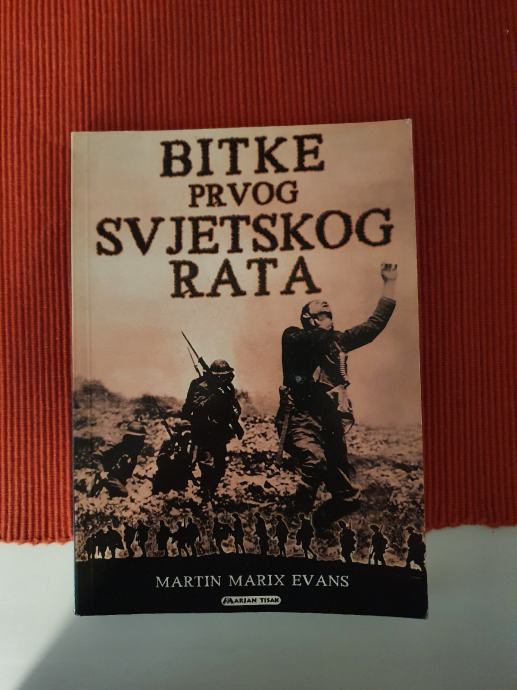 BITKE
PRVOG
SVJETSKOG
RATA
MARTIN MARIX EVANS
MARJAN TISAK